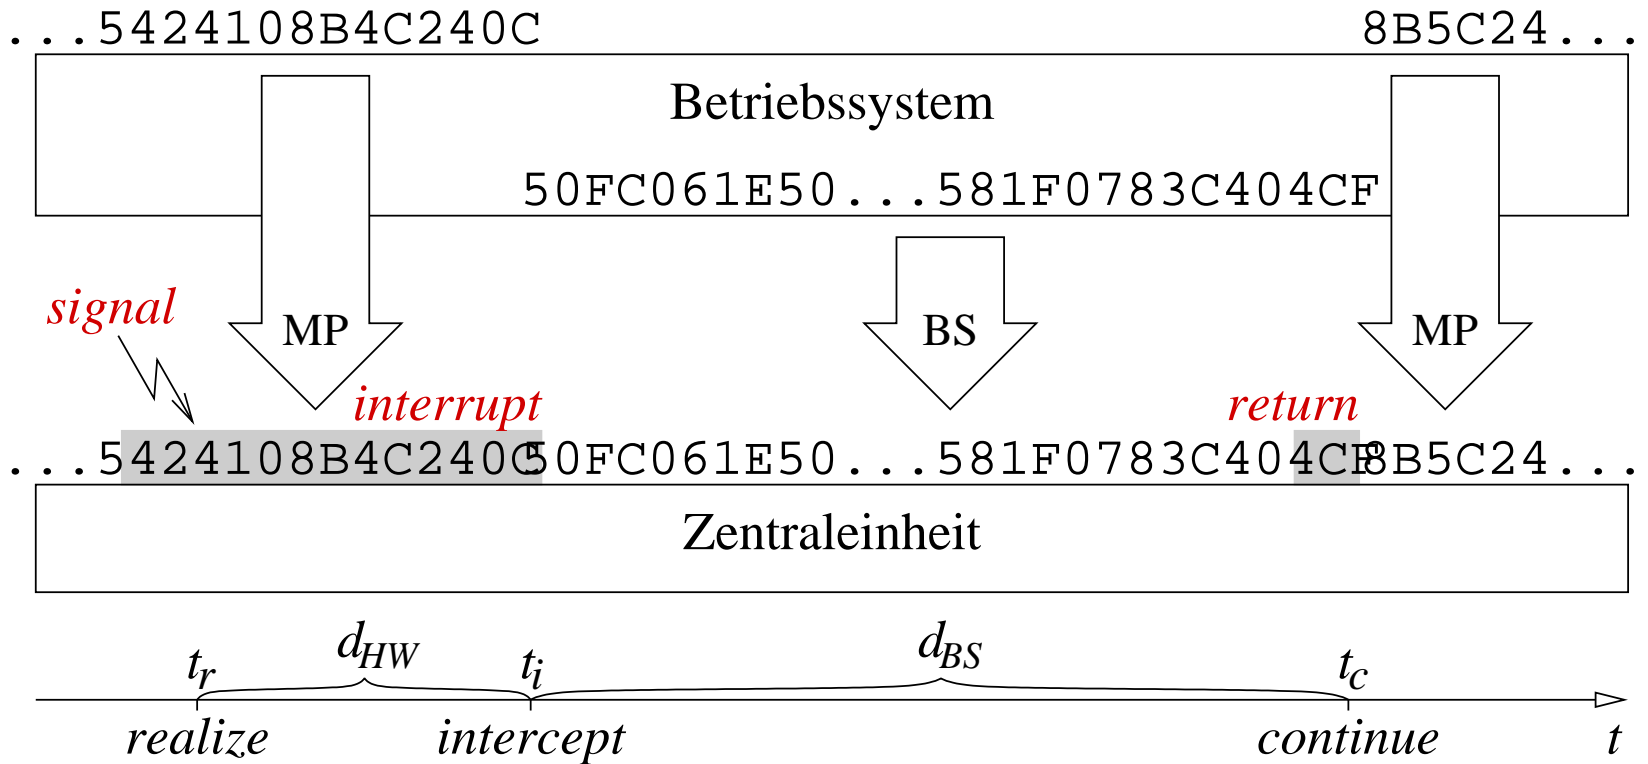 ...5424108B4C240C 8B5C24...
Betriebssystem
50FC061E50...581F0783C404CF
signal
MP BS MP
interrupt return
...5424108B4C240C50FC061E50...581F0783C404CF8B5C24...
Zentraleinheit
t_r d_HW t_i d_BS t_c
realize intercept continue t